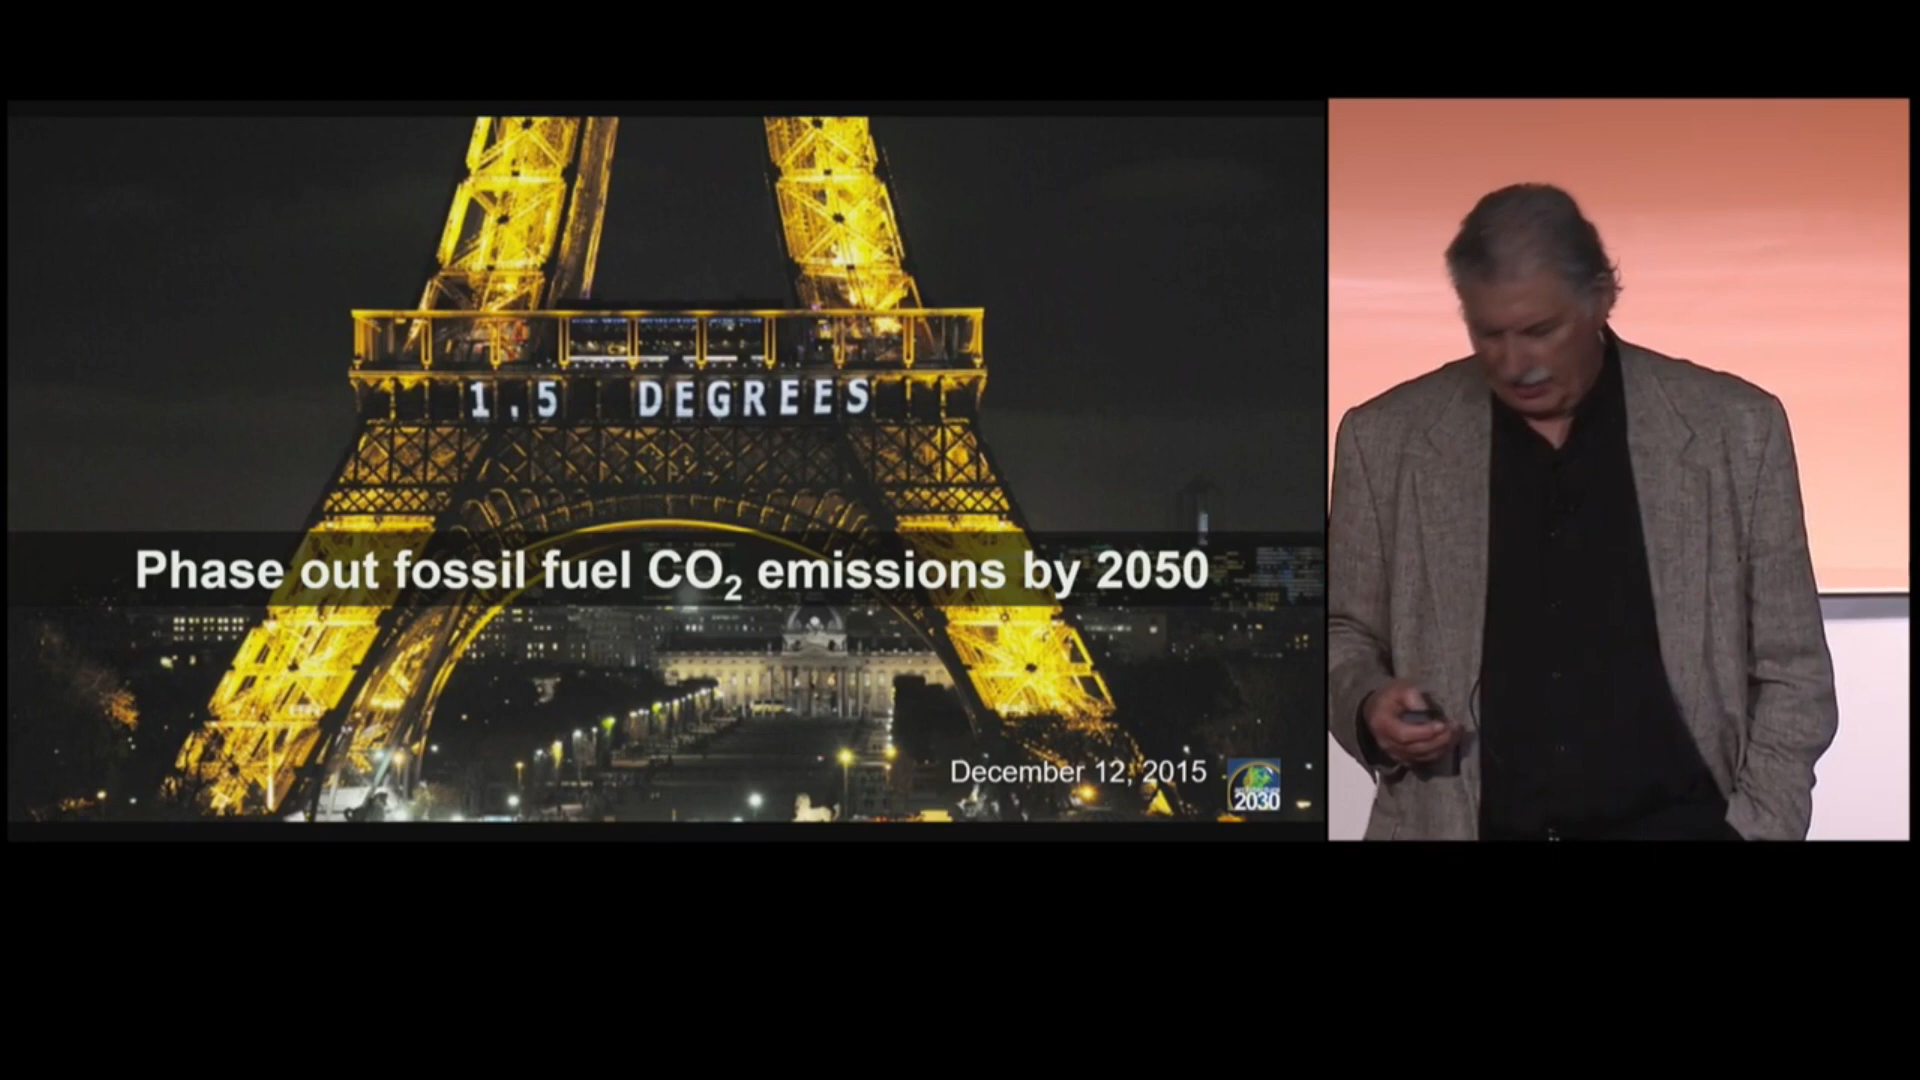 1.5 DEGREES
Phase out fossil fuel CO₂ emissions by 2050
December 12, 2015
2030